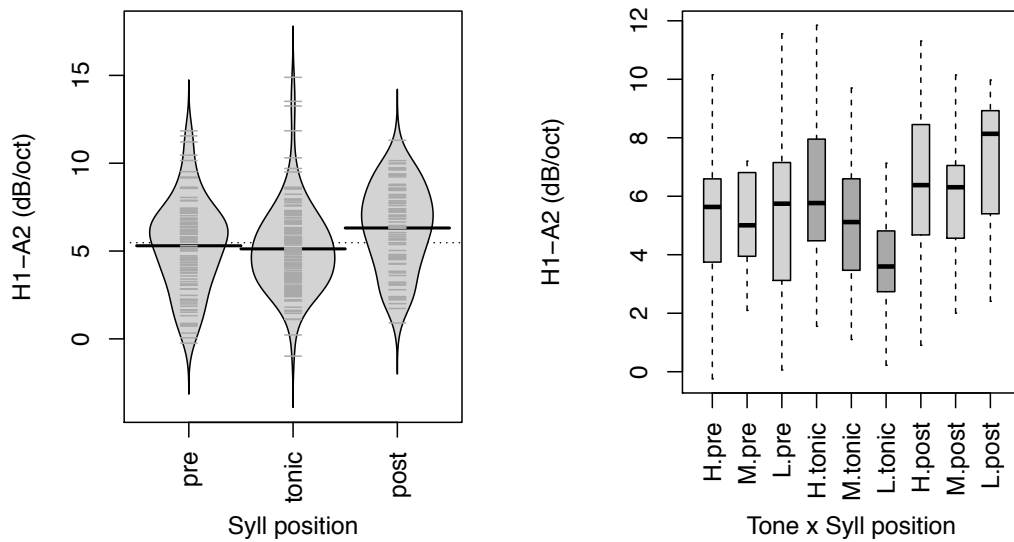 H1−A2 (dB/oct)
15
10
5
0
pre
tonic
post
Syll position
H1−A2 (dB/oct)
12
10
8
6
4
2
0
H.pre
M.pre
L.pre
H.tonic
M.tonic
L.tonic
H.post
M.post
L.post
Tone x Syll position